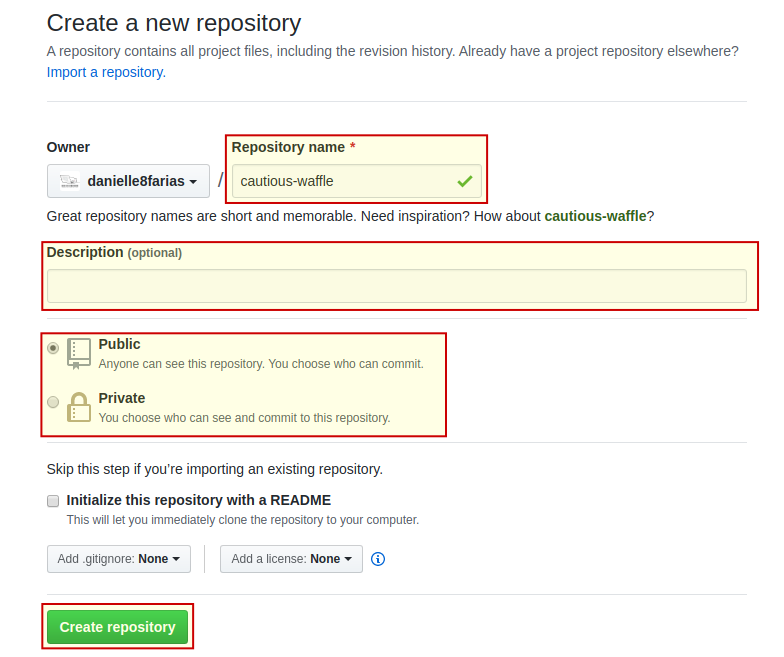 Create a new repository
A repository contains all project files, including the revision history. Already have a project repository elsewhere?
Import a repository.
Owner
Repository name *
danielle8farias
/
cautious-waffle
Great repository names are short and memorable. Need inspiration? How about cautious-waffle?
Description (optional)
Public
Anyone can see this repository. You choose who can commit.
Private
You choose who can see and commit to this repository.
Skip this step if you’re importing an existing repository.
Initialize this repository with a README
This will let you immediately clone the repository to your computer.
Add .gitignore: None
Add a license: None
Create repository